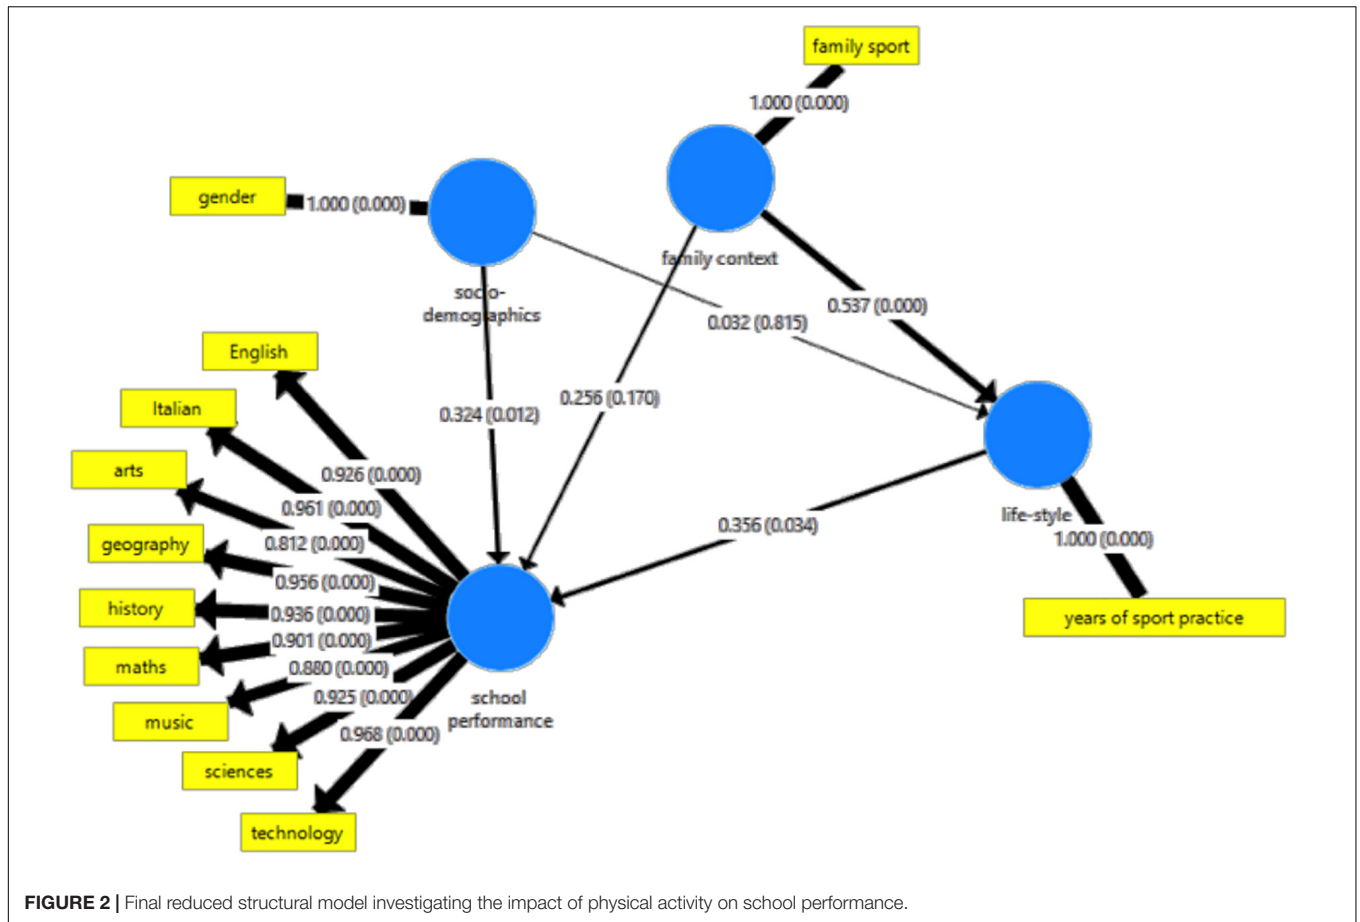 family sport
1.000 (0.000)
gender
1.000 (0.000)
family context
socio-
demographics
0.537 (0.000)
0.032 (0.815)
English
0.256 (0.170)
Italian
0.324 (0.012)
arts
0.926 (0.000)
0.961 (0.000)
life-style
0.356 (0.034)
geography
0.812 (0.000)
1.000 (0.000)
0.956 (0.000)
history
0.936 (0.000)
years of sport practice
0.901 (0.000)
maths
0.880 (0.000)
0.925 (0.000)
school
performance
music
0.968 (0.000)
sciences
technology
FIGURE 2 | Final reduced structural model investigating the impact of physical activity on school performance.